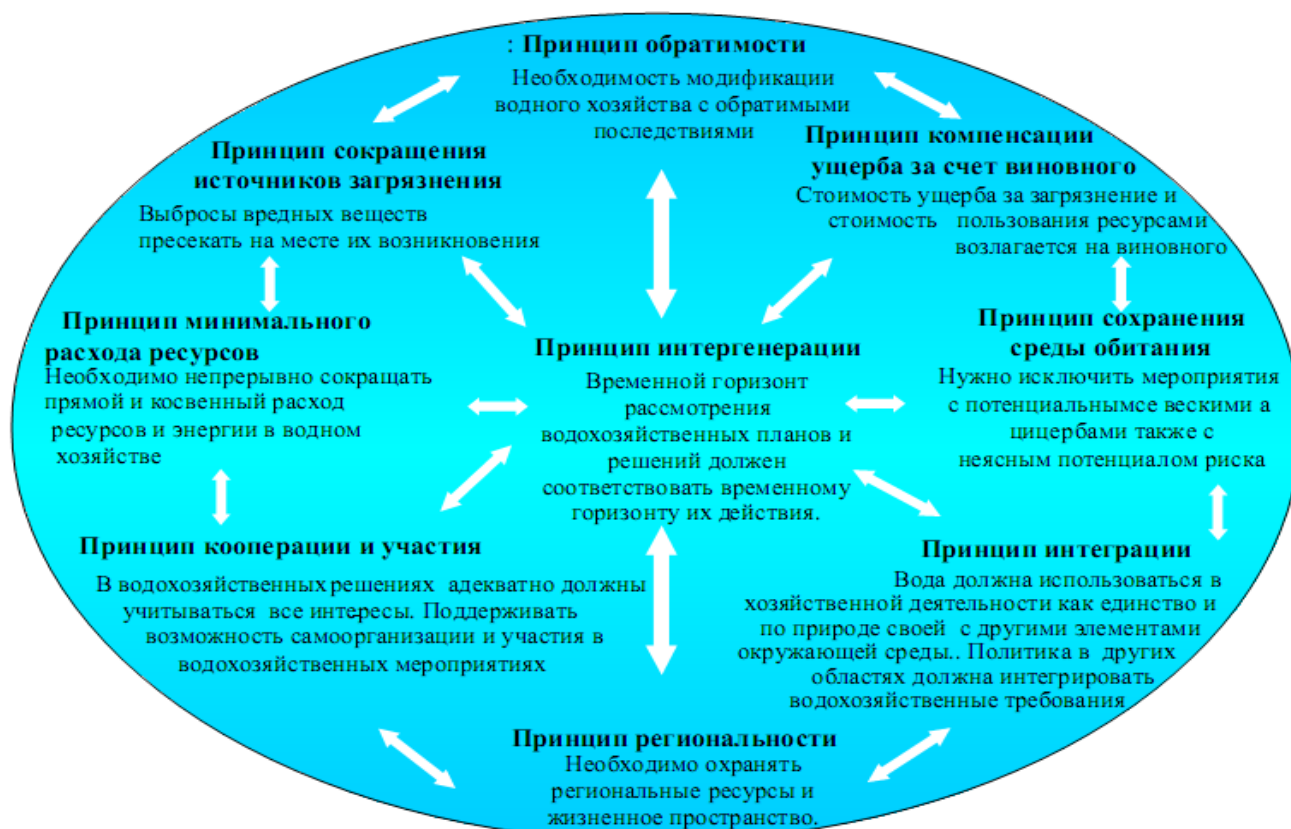 : Принцип обратимости
Необходимость модификации
водного хозяйства с обратимыми
последствиями
Принцип сокращения
источников загрязнения
Выбросы вредных веществ
пресекать на месте их возникновения
Принцип компенсации
ущерба за счет виновного
Стоимость ущерба за загрязнение и
стоимость пользования ресурсами
возлагается на виновного
Принцип минимального
расхода ресурсов
Необходимо непрерывно сокращать
прямой и косвенный расход
ресурсов и энергии в водном
хозяйстве
Принцип интергенерации
Временной горизонт
рассмотрения
водохозяйственных планов и
решений должен
соответствовать временному
горизонту их действия.
Принцип сохранения
среды обитания
Нужно исключить мероприятия
с потенциальнымсе вескими а
цицербами также с
неясным потенциалом риска
Принцип кооперации и участия
В водохозяйственных решениях адекватно должны
учитываться все интересы. Поддерживать
возможность самоорганизации и участия в
водохозяйственных мероприятиях
Принцип интеграции
Вода должна использоваться в
хозяйственной деятельности как единство и
по природе своей с другими элементами
окружающей среды.. Политика в других
областях должна интегрировать
водохозяйственные требования
Принцип региональности
Необходимо охранять
региональные ресурсы и
жизненное пространство.